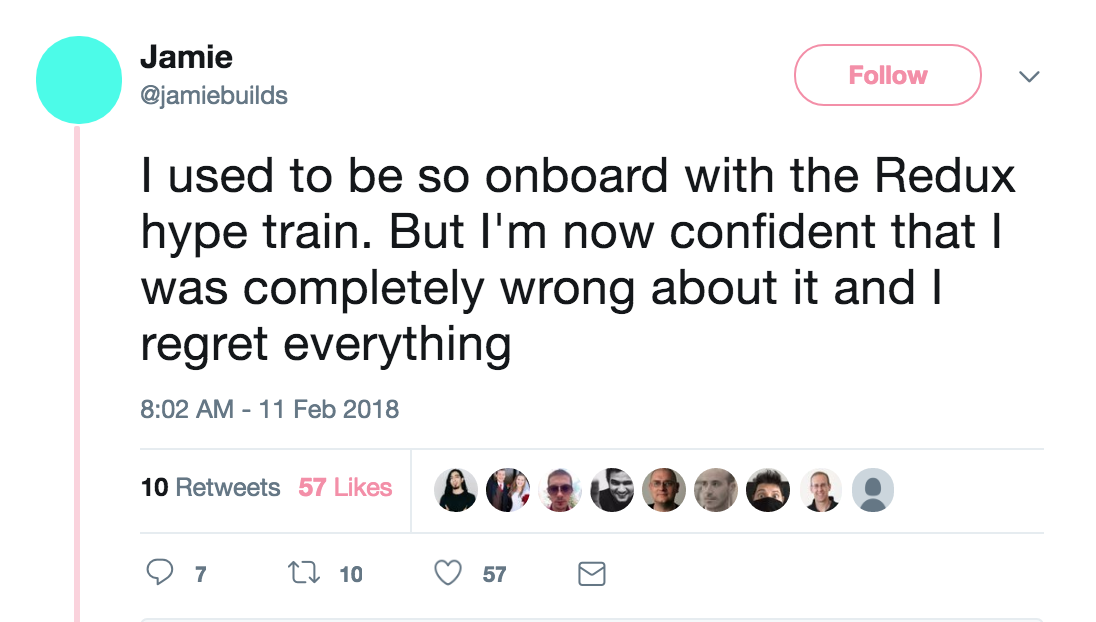 Jamie
@jamiebuilds
Follow
I used to be so onboard with the Redux
hype train. But I'm now confident that I
was completely wrong about it and I
regret everything
8:02 AM - 11 Feb 2018
10 Retweets 57 Likes
7 10 57